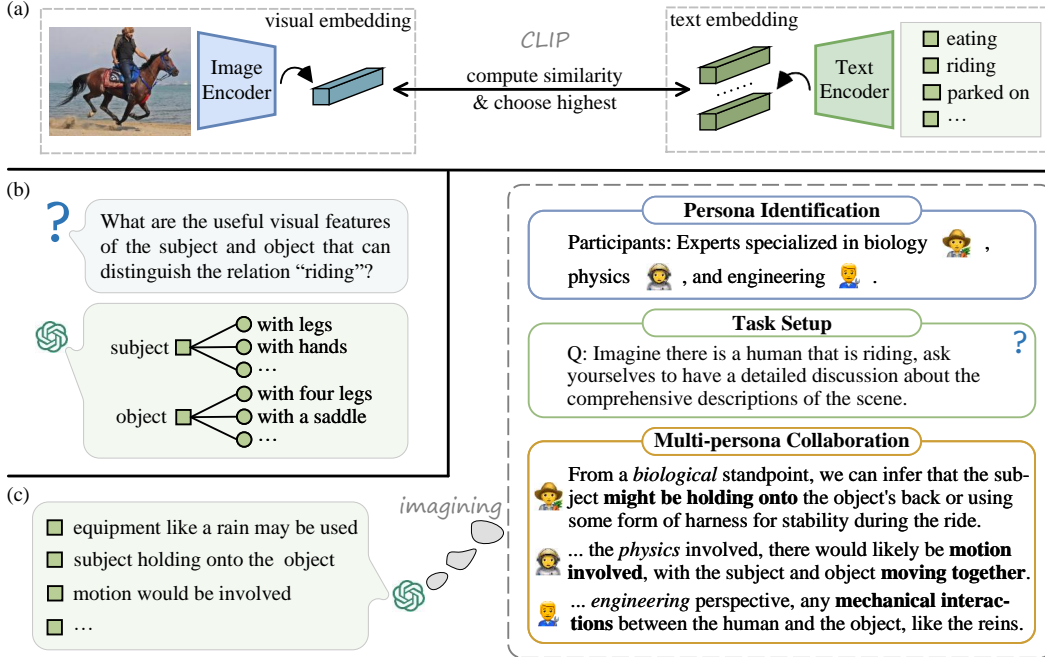 (a)
visual embedding
Image
Encoder
CLIP
compute similarity
& choose highest
text embedding
Text
Encoder
eating
riding
parked on
…
(b)
?
What are the useful visual features
of the subject and object that can
distinguish the relation “riding”?
subject
with legs
with hands
…
object
with four legs
with a saddle
…
(c)
equipment like a rain may be used
subject holding onto the object
motion would be involved
…
imagining
Persona Identification
Participants: Experts specialized in biology ,
physics , and engineering .
Task Setup
?
Q: Imagine there is a human that is riding, ask
yourselves to have a detailed discussion about the
comprehensive descriptions of the scene.
Multi-persona Collaboration
From a biological standpoint, we can infer that the sub-
ject might be holding onto the object's back or using
some form of harness for stability during the ride.
... the physics involved, there would likely be motion
involved, with the subject and object moving together.
... engineering perspective, any mechanical interac-
tions between the human and the object, like the reins.